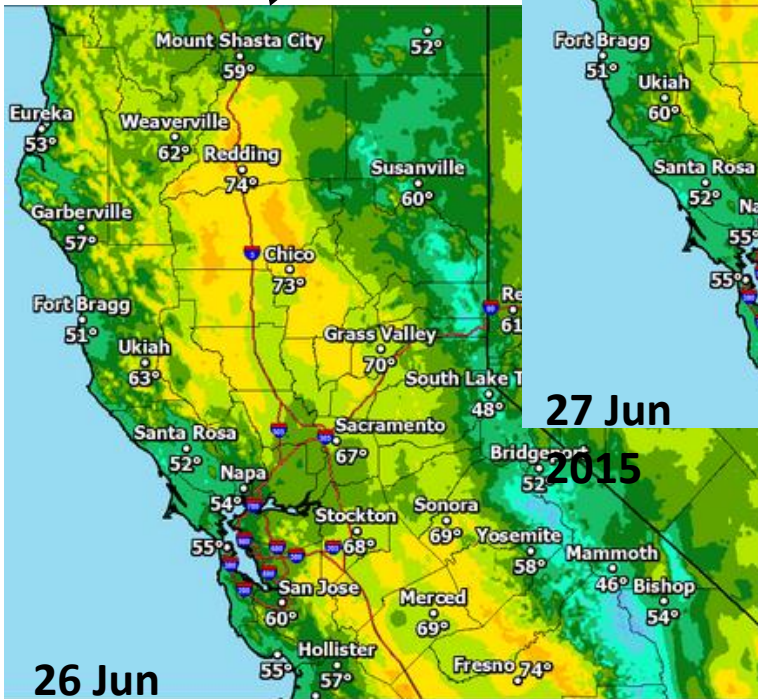 52°
Mount Shasta City
59°
Eureka
53°
Weaverville
62°
Redding
74°
Susanville
60°
Garberville
57°
Chico
73°
Fort Bragg
51°
Ukiah
63°
Grass Valley
70°
Re
61
South Lake T
48°
Santa Rosa
52°
Sacramento
67°
Napa
54°
Bridgeport
52°
Stockton
68°
Sonora
69°
Yosemite
58°
Mammoth
46°
Bishop
54°
55°
San Jose
60°
Merced
69°
55°
Hollister
57°
Fresno
74°
26 Jun
Fort Bragg
51°
Ukiah
60°
Santa Rosa
52°
Na
55°
55°
27 Jun
2015